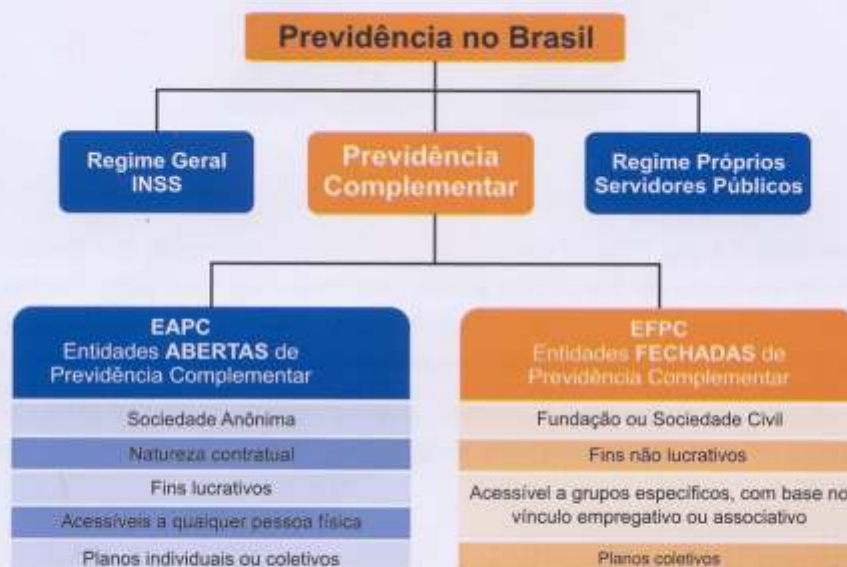 Previdência no Brasil
Regime Geral
INSS
Previdência
Complementar
Regime Próprios
Servidores Públicos
EAPC
Entidades ABERTAS de
Previdência Complementar
Sociedade Anônima
Natureza contratual
Fins lucrativos
Acessíveis a qualquer pessoa física
Planos individuais ou coletivos
EFPC
Entidades FECHADAS de
Previdência Complementar
Fundação ou Sociedade Civil
Fins não lucrativos
Acessível a grupos específicos, com base no
vínculo empregativo ou associativo
Planos coletivos